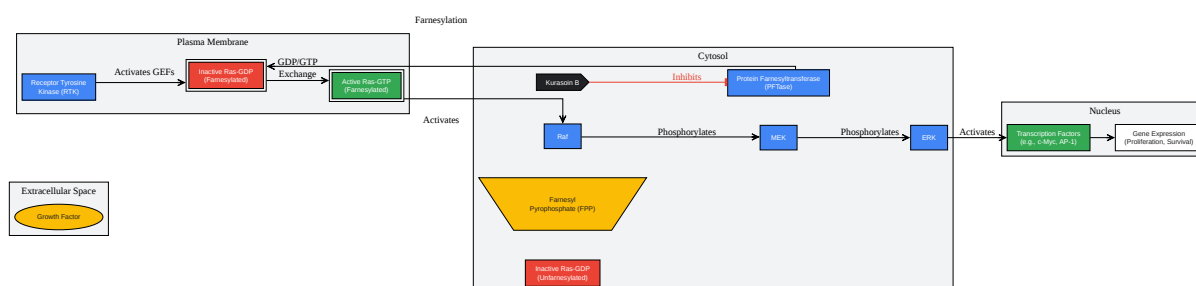 Farnesylation
Plasma Membrane
Receptor Tyrosine
Kinase (RTK)
Activates GEFs
Inactive Ras-GDP
(Farnesylated)
GDP/GTP
Exchange
Active Ras-GTP
(Farnesylated)
Activates
Cytosol
Kurasoin B
Inhibits
Protein Farnesyltransferase
(PFTase)
Raf
Phosphorylates
MEK
Phosphorylates
ERK
Activates
Nucleus
Transcription Factors
(e.g., c-Myc, AP-1)
Gene Expression
(Proliferation, Survival)
Extracellular Space
Growth Factor
Farnesyl
Pyrophosphate (FPP)
Inactive Ras-GDP
(Unfarnesylated)